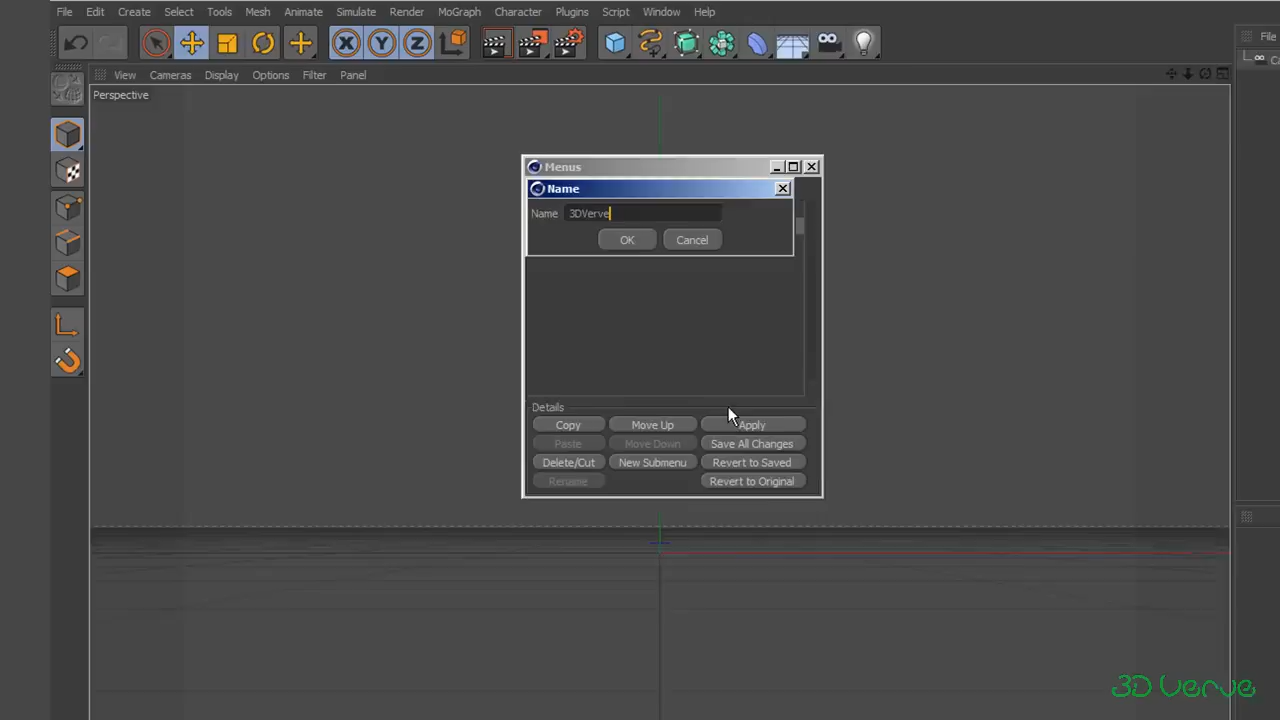 File Edit Create Select Tools Mesh Animate Simulate Render MoGraph Character Plugins Script Window Help
X Y Z
File
View Cameras Display Options Filter Panel
Perspective
Menus
Name
Name 3DVerve
OK Cancel
Details
Copy Move Up Apply
Paste Move Down Save All Changes
Delete/Cut New Submenu Revert to Saved
Rename Revert to Original
3D Verve